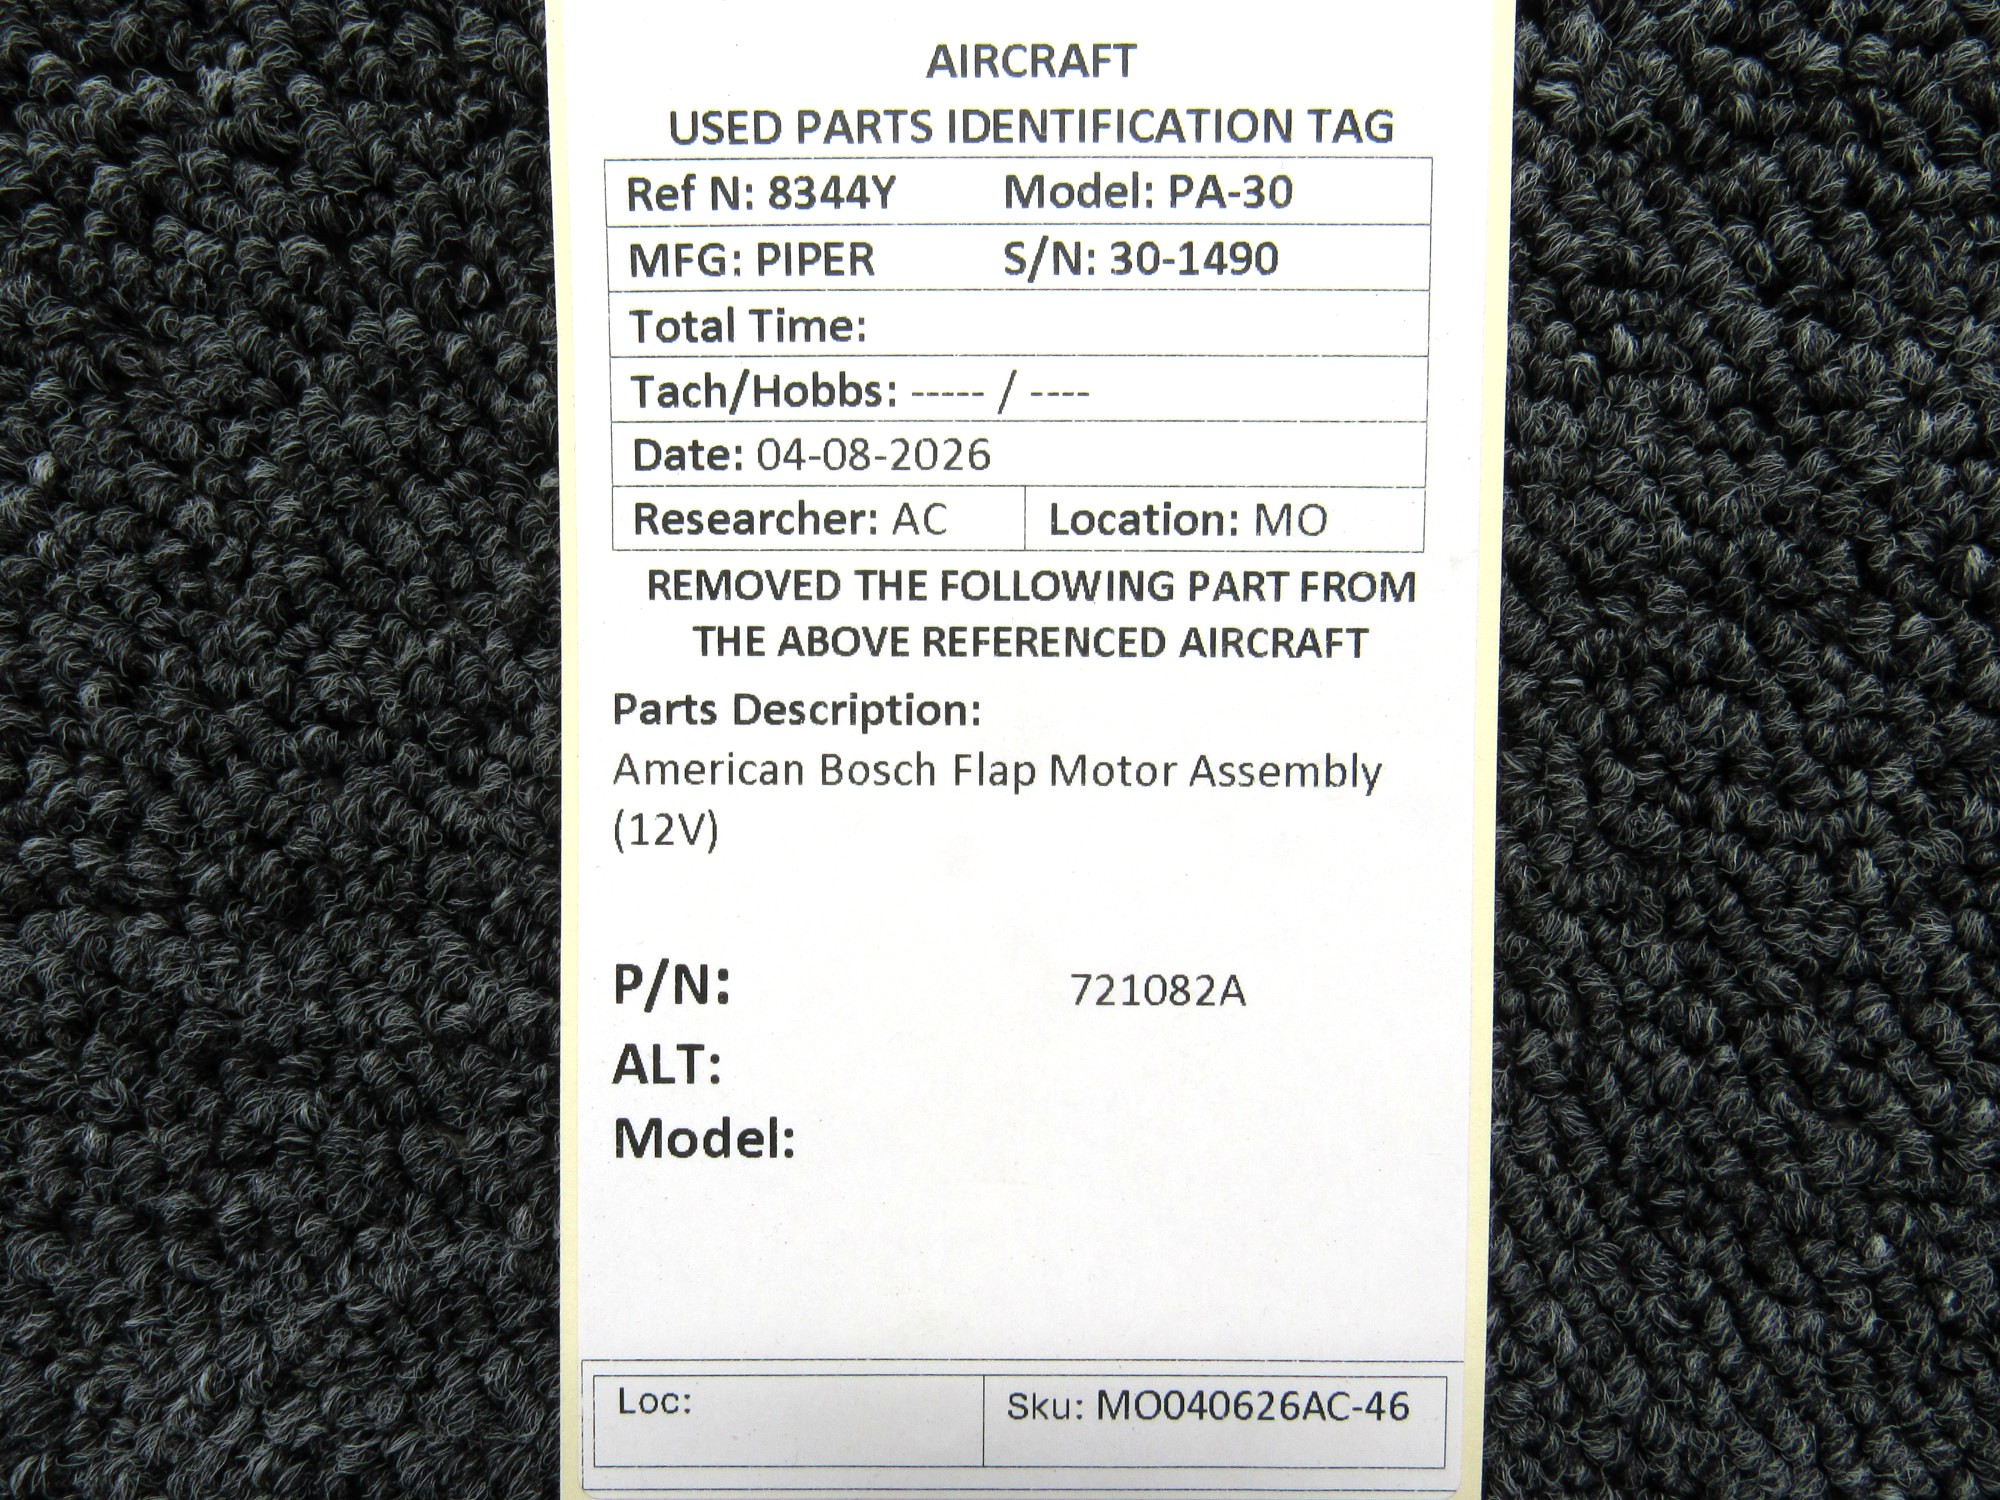 AIRCRAFT
USED PARTS IDENTIFICATION TAG
Ref N: 8344Y Model: PA-30
MFG: PIPER S/N: 30-1490
Total Time:
Tach/Hobbs: ----- / ----
Date: 04-08-2026
Researcher: AC Location: MO
REMOVED THE FOLLOWING PART FROM
THE ABOVE REFERENCED AIRCRAFT
Parts Description:
American Bosch Flap Motor Assembly
(12V)
P/N: 721082A
ALT:
Model:
Loc: Sku: MO040626AC-46